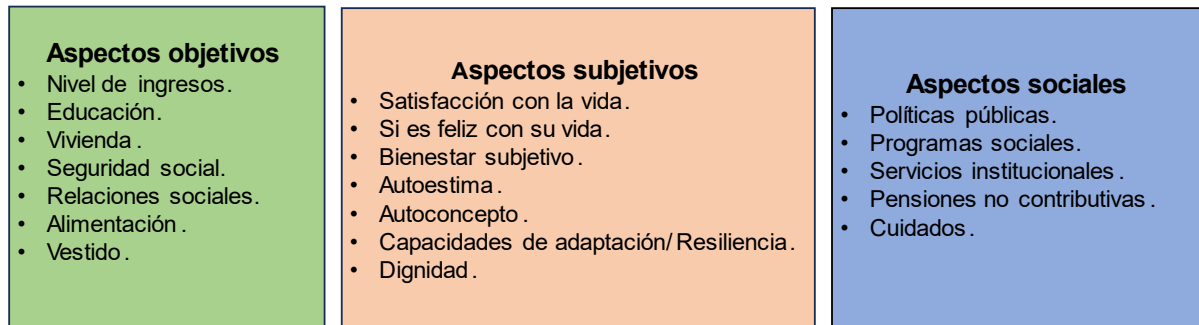 Aspectos objetivos
• Nivel de ingresos.
• Educación.
• Vivienda.
• Seguridad social.
• Relaciones sociales.
• Alimentación.
• Vestido.
Aspectos subjetivos
• Satisfacción con la vida.
• Si es feliz con su vida.
• Bienestar subjetivo.
• Autoestima.
• Autoconcepto.
• Capacidades de adaptación/ Resiliencia.
• Dignidad.
Aspectos sociales
• Políticas públicas.
• Programas sociales.
• Servicios institucionales.
• Pensiones no contributivas.
• Cuidados.